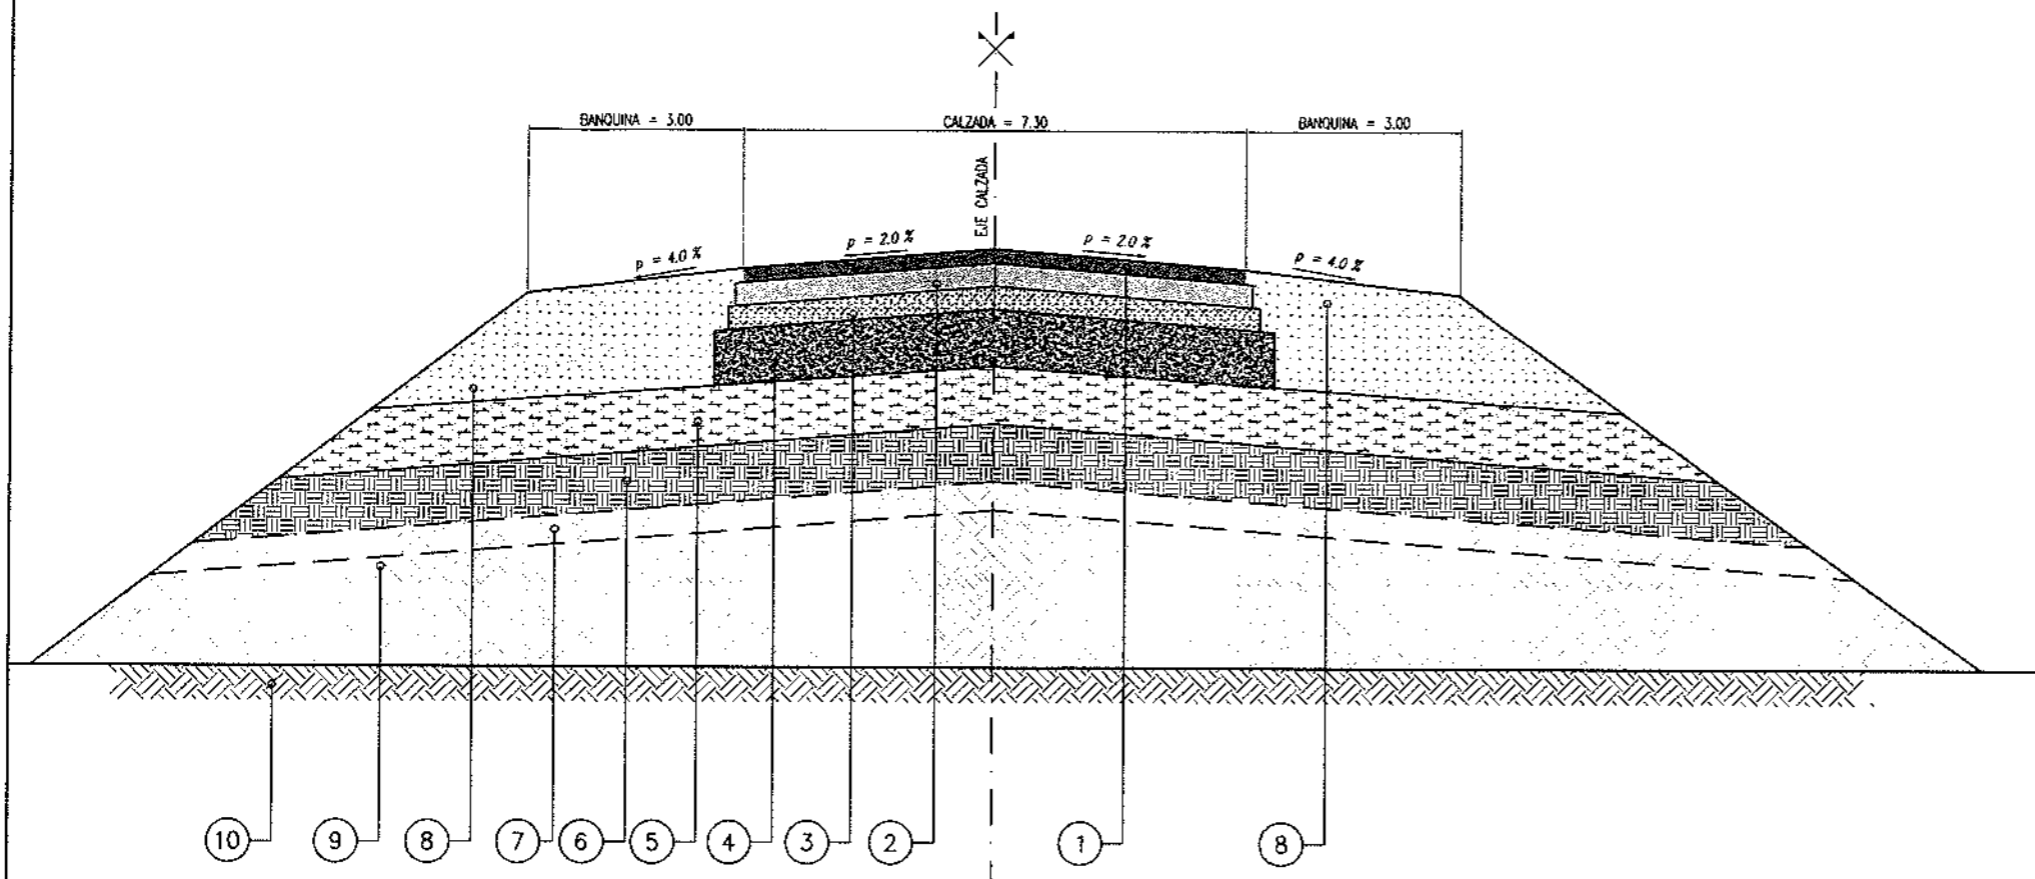 BANQUINA = 3.00
CALZADA = 7.30
BANQUINA = 3.00
EJE CALZADA
p = 4.0 %
p = 2.0 %
p = 2.0 %
p = 4.0 %
10
9
8
7
6
5
4
3
2
1
8